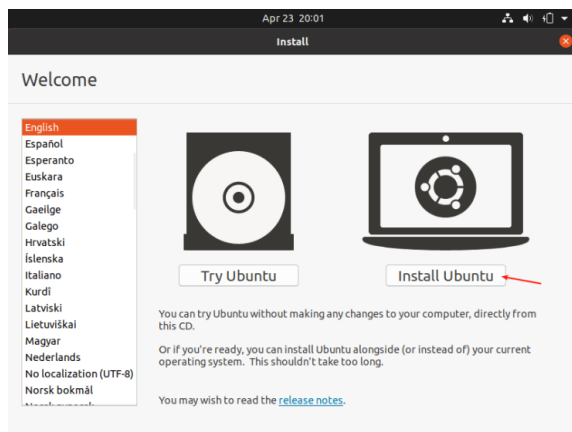 Apr 23 20:01
Install
Welcome
English
Español
Esperanto
Euskara
Français
Gaeilge
Galego
Hrvatski
Íslenska
Italiano
Kurdî
Latviski
Lietuviškai
Magyar
Nederlands
No localization (UTF-8)
Norsk bokmål
Try Ubuntu
Install Ubuntu
You can try Ubuntu without making any changes to your computer, directly from
this CD.
Or if you're ready, you can install Ubuntu alongside (or instead of) your current
operating system. This shouldn't take too long.
You may wish to read the release notes.